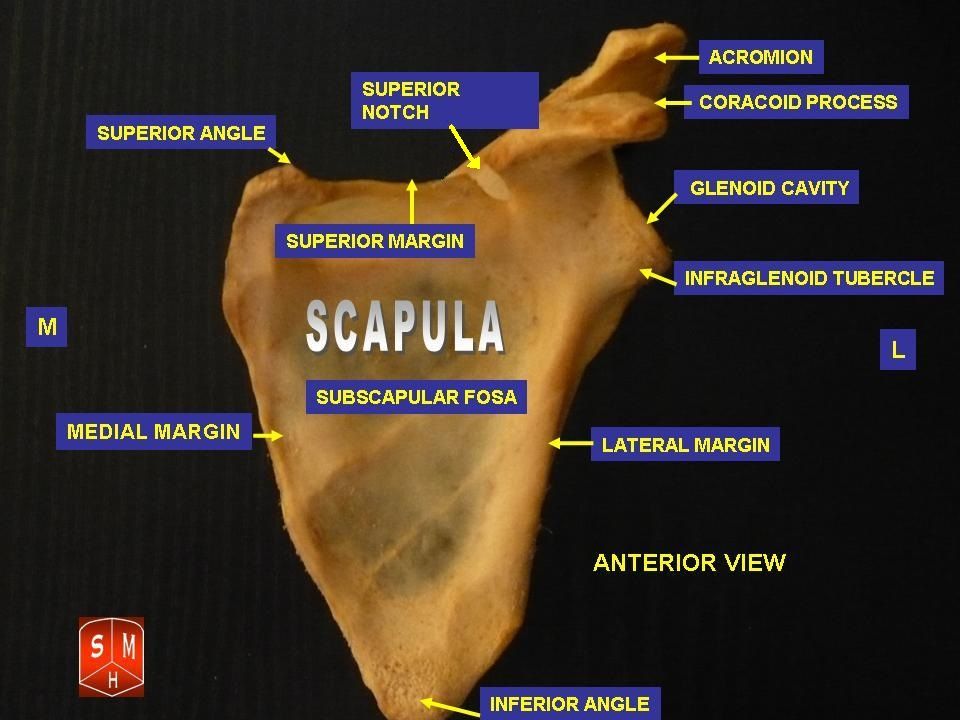 ACROMION
SUPERIOR
NOTCH
CORACOID PROCESS
SUPERIOR ANGLE
GLENOID CAVITY
SUPERIOR MARGIN
INFRAGLENOID TUBERCLE
M
SCAPULA
L
SUBSCAPULAR FOSA
MEDIAL MARGIN
LATERAL MARGIN
ANTERIOR VIEW
S M
H
INFERIOR ANGLE